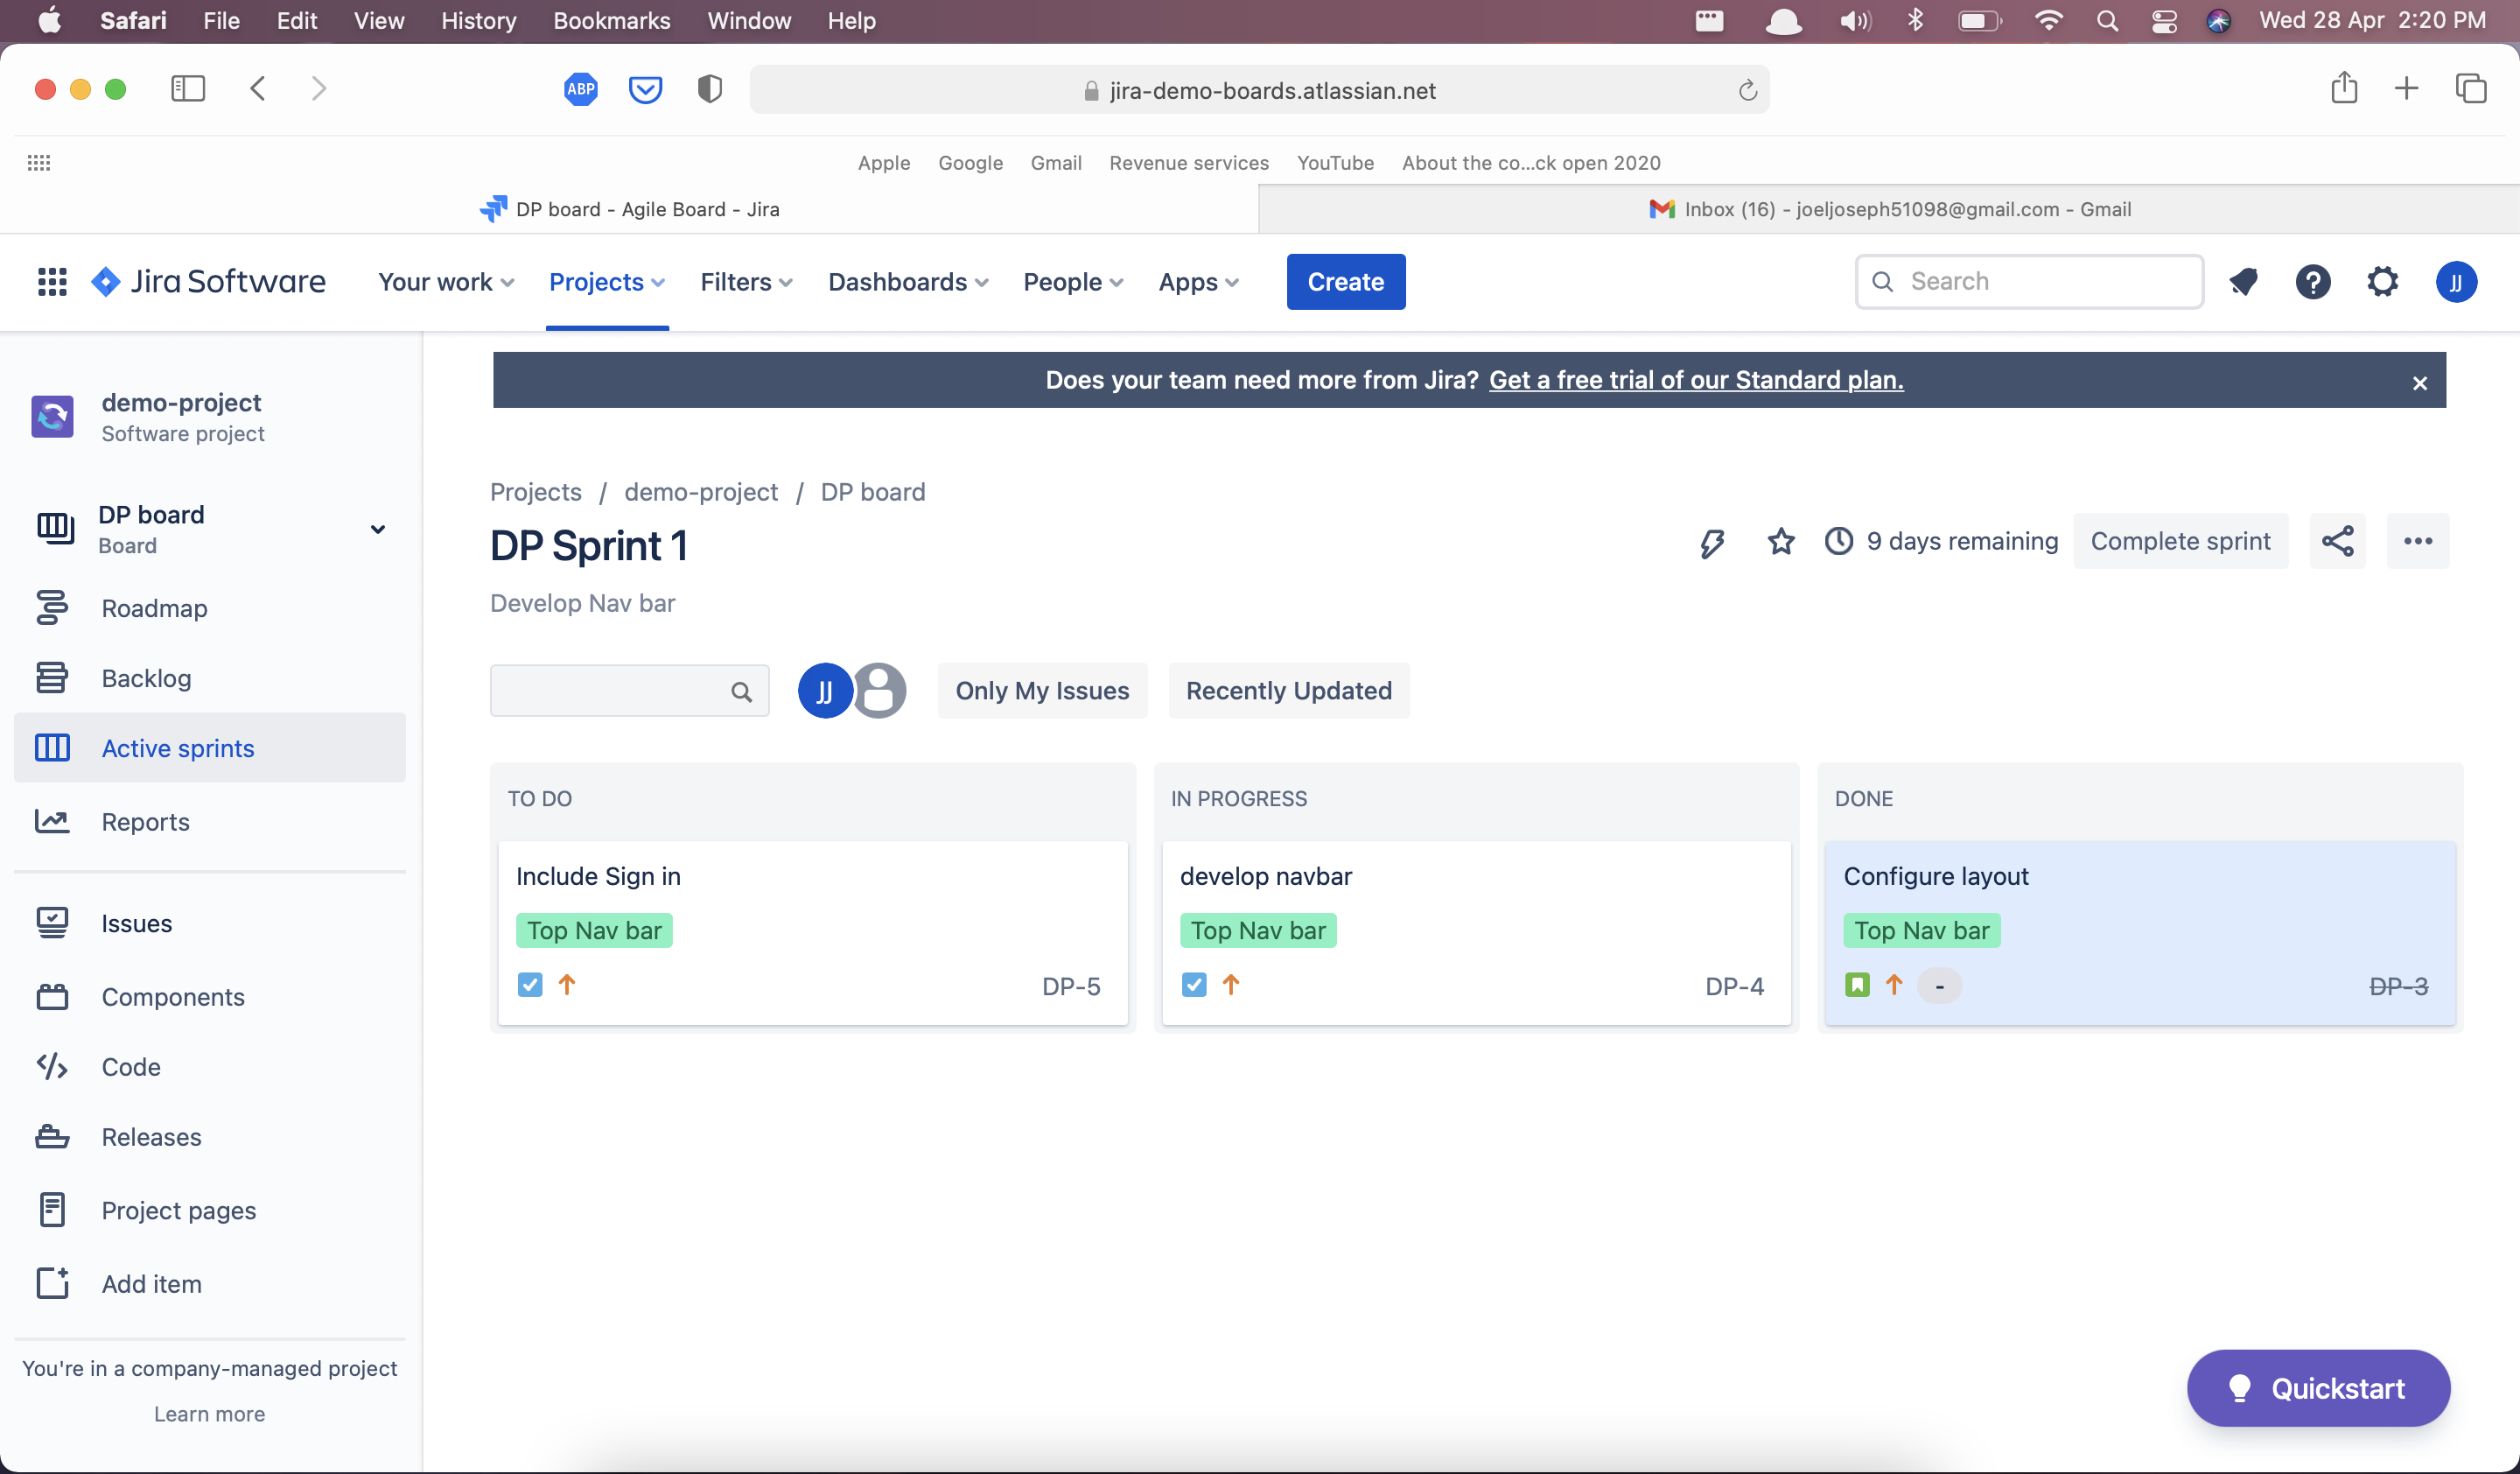 Safari File Edit View History Bookmarks Window Help Wed 28 Apr 2:20 PM
ABP jira-demo-boards.atlassian.net
Apple Google Gmail Revenue services YouTube About the co...ck open 2020
DP board - Agile Board - Jira Inbox (16) - joeljoseph51098@gmail.com - Gmail
Jira Software Your work Projects Filters Dashboards People Apps Create Search JJ
Does your team need more from Jira? Get a free trial of our Standard plan.
demo-project
Software project
DP board
Board
Roadmap
Backlog
Active sprints
Reports
Issues
Components
Code
Releases
Project pages
Add item
You're in a company-managed project
Learn more
Projects / demo-project / DP board
DP Sprint 1 9 days remaining Complete sprint
Develop Nav bar
JJ Only My Issues Recently Updated
TO DO
Include Sign in
Top Nav bar
DP-5
IN PROGRESS
develop navbar
Top Nav bar
DP-4
DONE
Configure layout
Top Nav bar
- DP-3
Quickstart